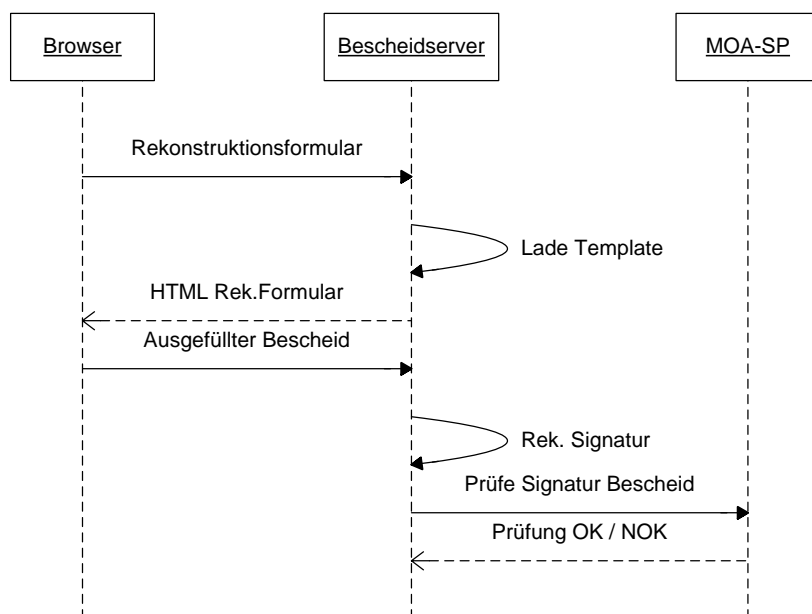 Browser
Bescheidserver
MOA-SP
Rekonstruktionsformular
Lade Template
HTML Rek.Formular
Ausgefüllter Bescheid
Rek. Signatur
Prüfe Signatur Bescheid
Prüfung OK / NOK